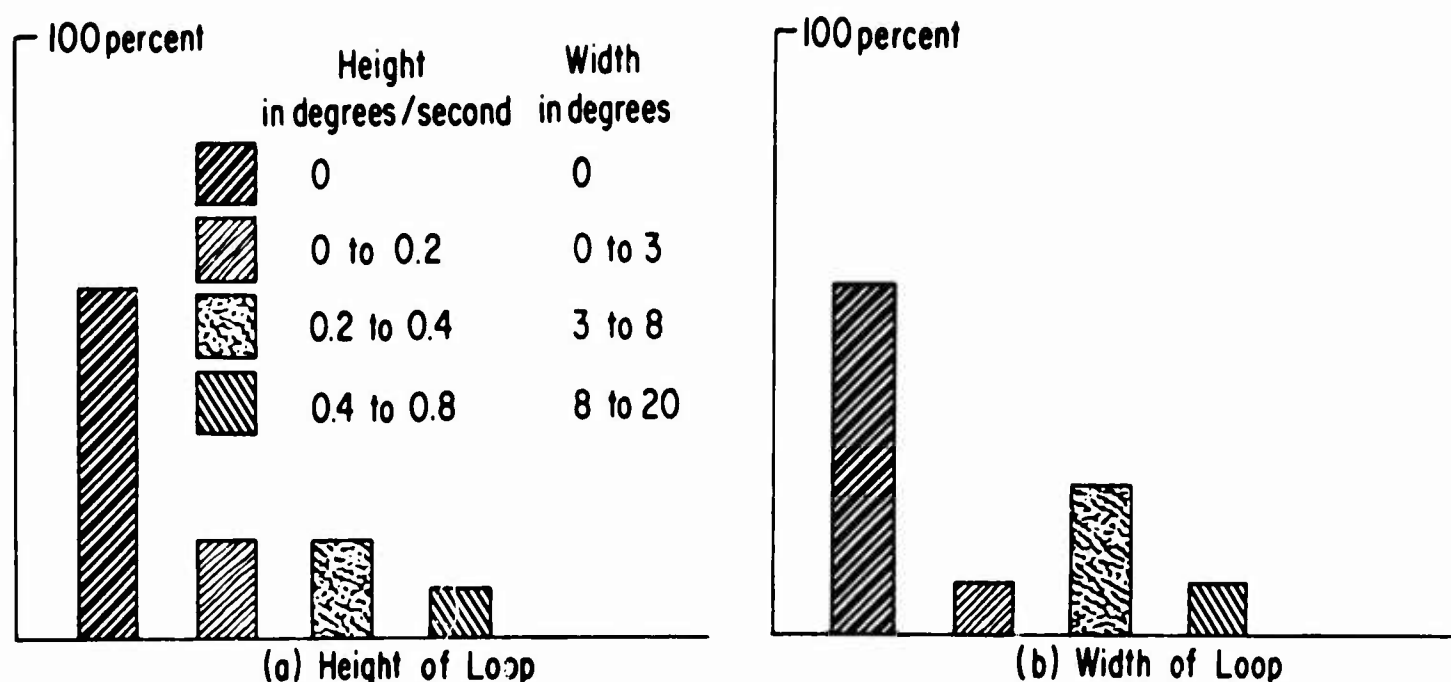 100 percent
Height Width
in degrees/second in degrees
0 0
0 to 0.2 0 to 3
0.2 to 0.4 3 to 8
0.4 to 0.8 8 to 20
(a) Height of Loop
100 percent
(b) Width of Loop